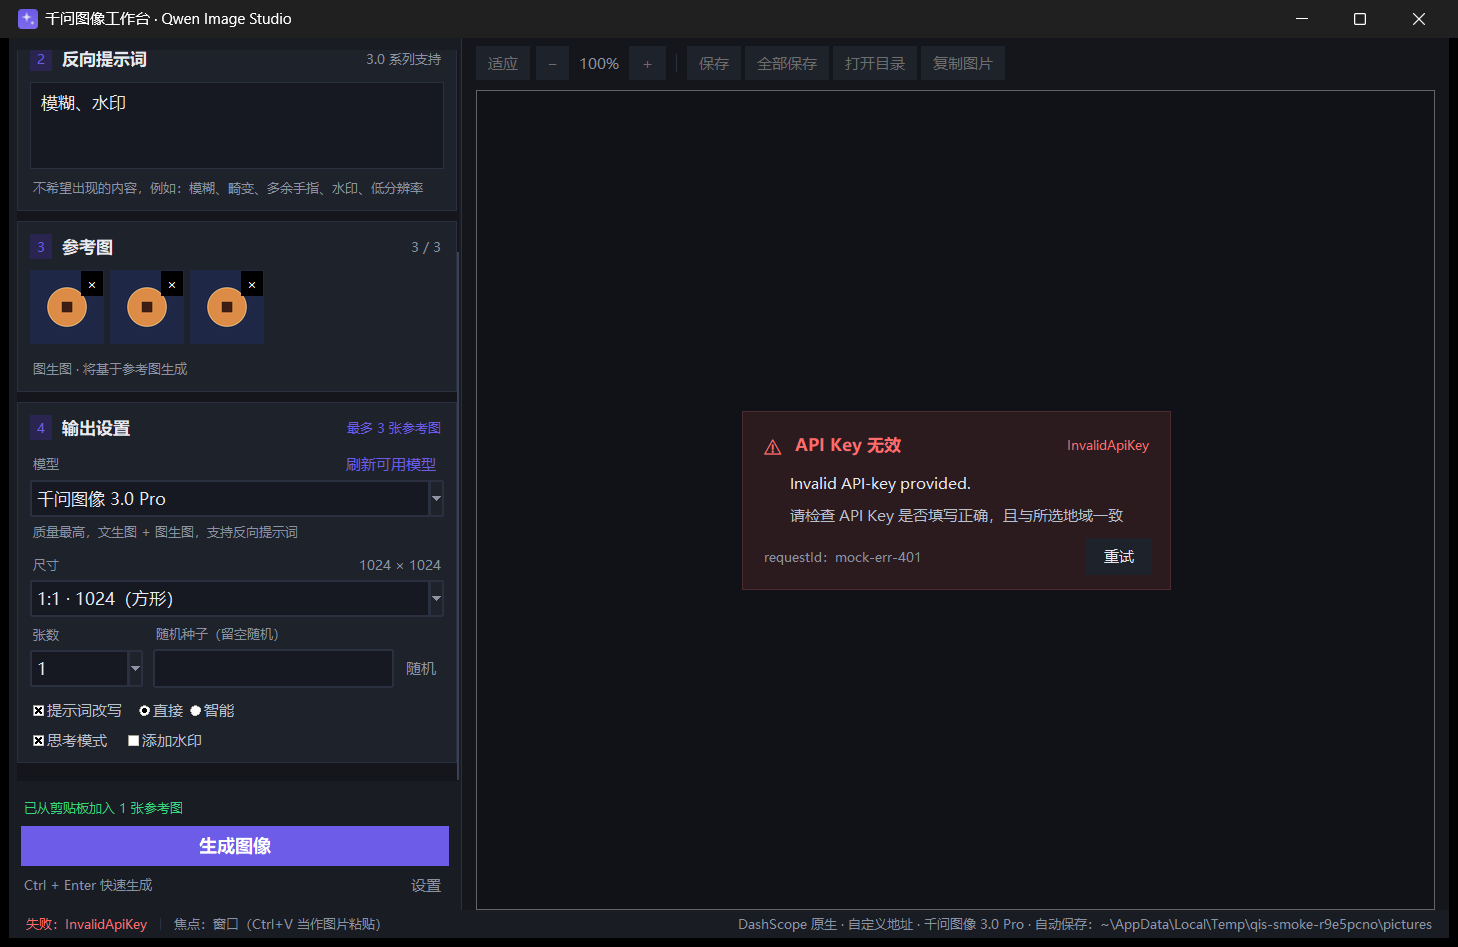 千问图像工作台 · Qwen Image Studio
2 反向提示词 3.0 系列支持
模糊、水印
不希望出现的内容，例如：模糊、畸变、多余手指、水印、低分辨率
3 参考图 3 / 3
× × ×
图生图 · 将基于参考图生成
4 输出设置 最多 3 张参考图
模型 刷新可用模型
千问图像 3.0 Pro
质量最高，文生图 + 图生图，支持反向提示词
尺寸 1024 × 1024
1:1 · 1024（方形）
张数 随机种子（留空随机）
1 随机
提示词改写 直接 智能
思考模式 添加水印
已从剪贴板加入 1 张参考图
生成图像
Ctrl + Enter 快速生成 设置
适应 − 100% + 保存 全部保存 打开目录 复制图片
API Key 无效 InvalidApiKey
Invalid API-key provided.
请检查 API Key 是否填写正确，且与所选地域一致
requestId：mock-err-401 重试
失败：InvalidApiKey 焦点：窗口（Ctrl+V 当作图片粘贴） DashScope 原生 · 自定义地址 · 千问图像 3.0 Pro · 自动保存：~\AppData\Local\Temp\qis-smoke-r9e5pcno\pictures